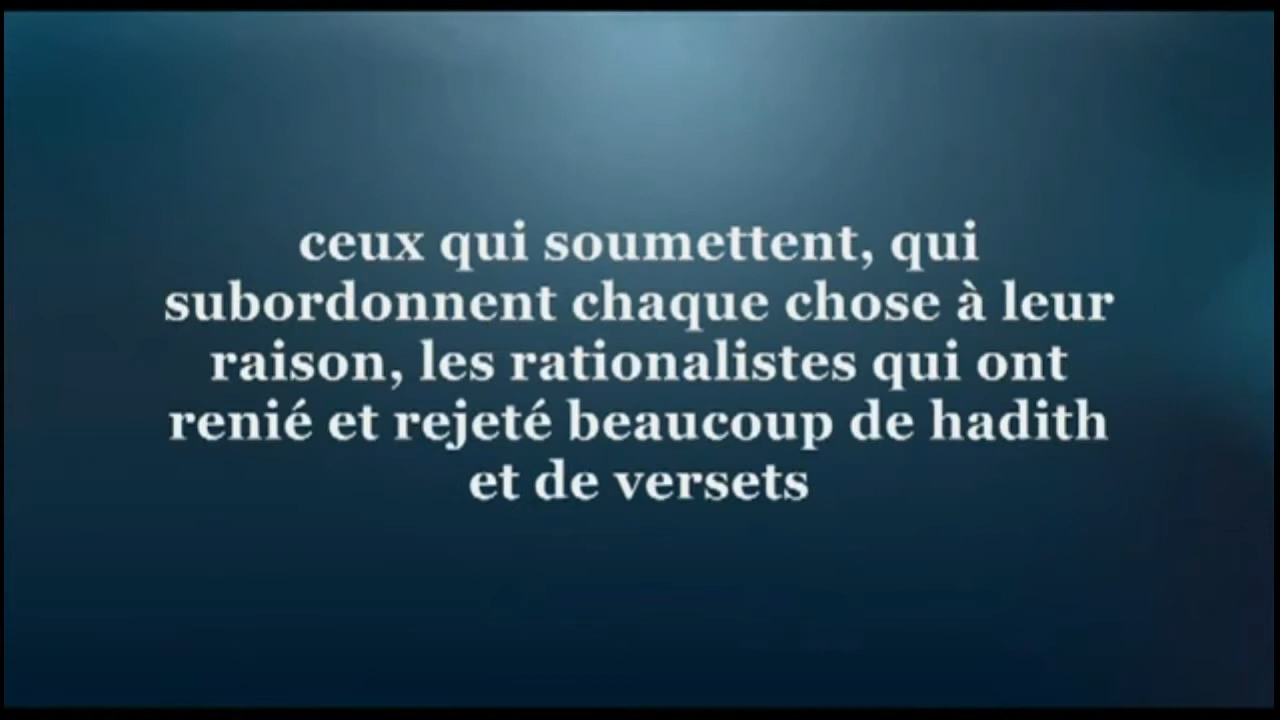 ceux qui soumettent, qui
subordonnent chaque chose à leur
raison, les rationalistes qui ont
renié et rejeté beaucoup de hadith
et de versets